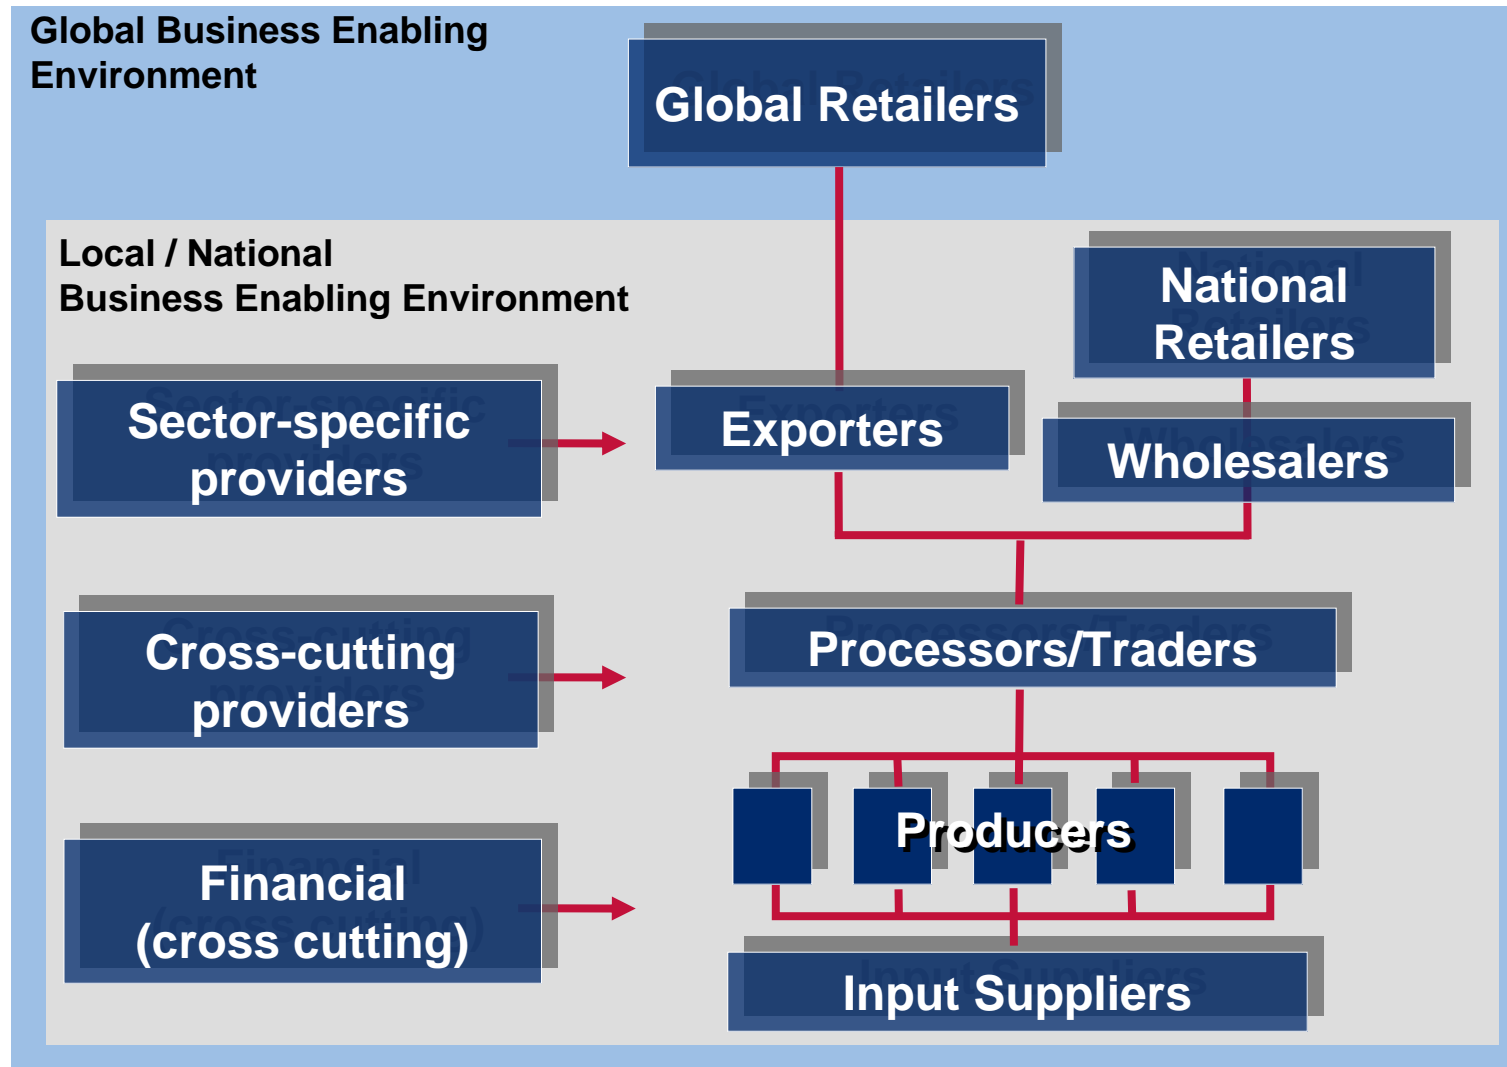 Global Business Enabling
Environment
Global Retailers
Local / National
Business Enabling Environment
National
Retailers
Sector-specific
providers
Exporters
Wholesalers
Cross-cutting
providers
Processors/Traders
Producers
Financial
(cross cutting)
Input Suppliers